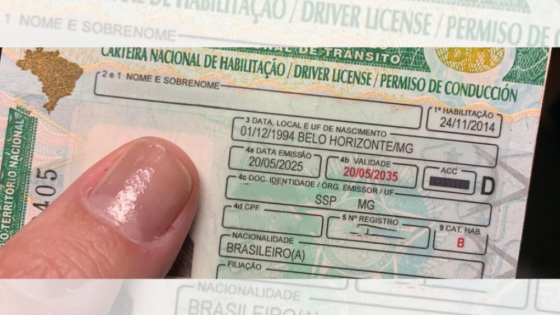 HABILITAÇÃO / DRIVER LICENSE / PERMISO DE
1 NOME E SOBRENOME
DE TRÂNSITO
CARTEIRA NACIONAL DE HABILITAÇÃO / DRIVER LICENSE / PERMISO DE CONDUCCIÓN
2 e 1 NOME E SOBRENOME
1ª HABILITAÇÃO
24/11/2014
3 DATA, LOCAL E UF DE NASCIMENTO
01/12/1994 BELO HORIZONTE/MG
4a DATA EMISSÃO
20/05/2025
4b VALIDADE
20/05/2035
ACC
D
4c DOC. IDENTIDADE / ÓRG. EMISSOR / UF
SSP MG
4d CPF
5 Nº REGISTRO
9 CAT. HAB.
B
NACIONALIDADE
BRASILEIRO(A)
FILIAÇÃO
TERRITÓRIO NACIONAL
405
NACIONALIDADE
BRASILEIRO(A)